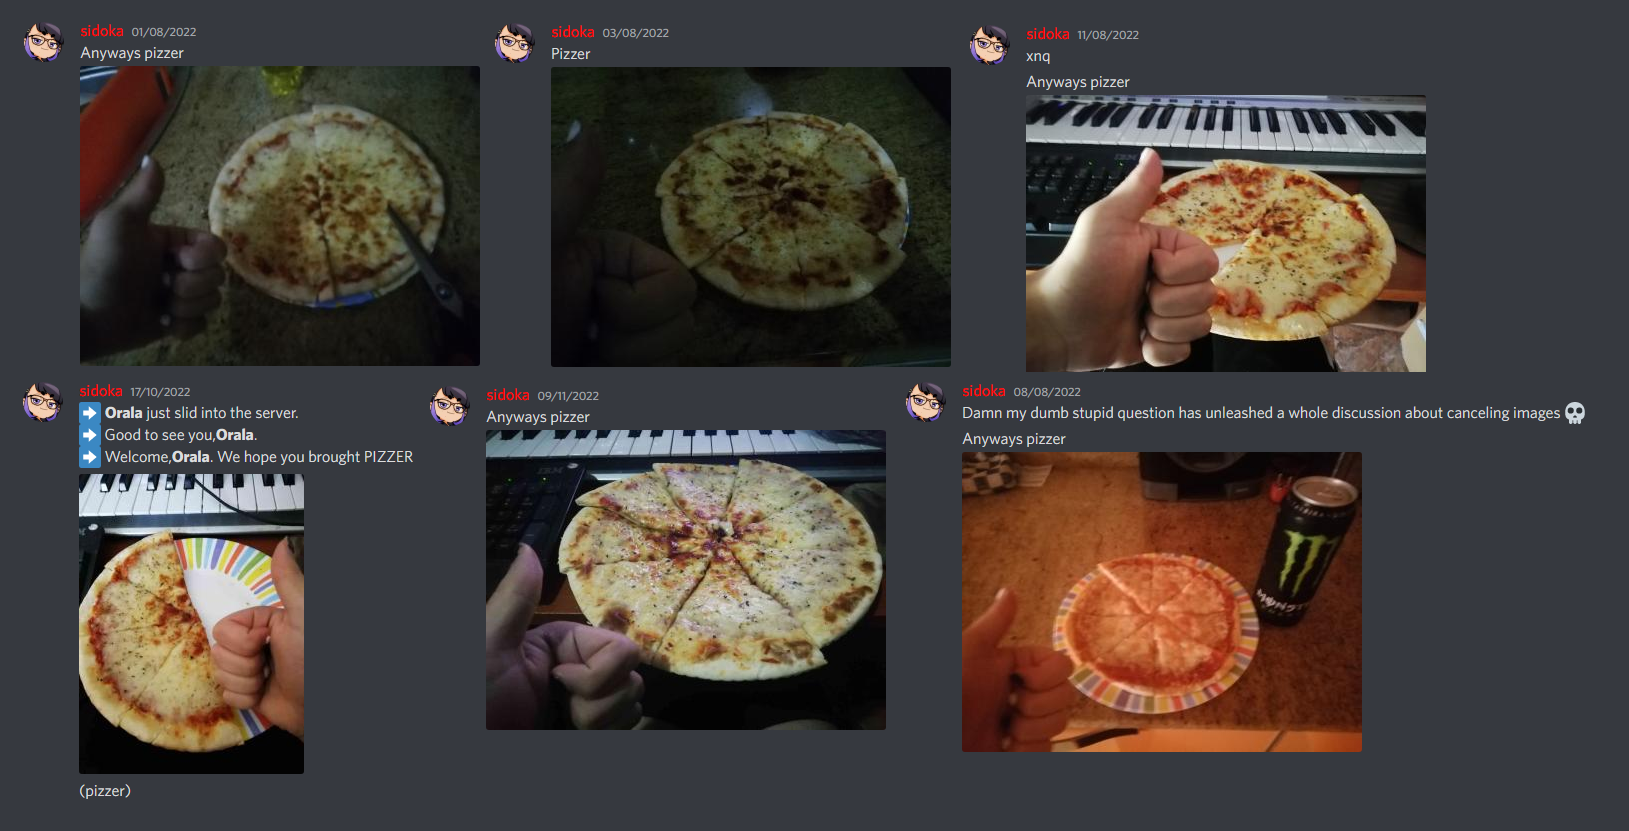 sidoka 01/08/2022
Anyways pizzer
sidoka 03/08/2022
Pizzer
sidoka 11/08/2022
xnq
Anyways pizzer
IBM
sidoka 17/10/2022
Orala just slid into the server.
Good to see you,Orala.
Welcome,Orala. We hope you brought PIZZER
(pizzer)
sidoka 09/11/2022
Anyways pizzer
IBM
sidoka 08/08/2022
Damn my dumb stupid question has unleashed a whole discussion about canceling images
Anyways pizzer
MONSTER